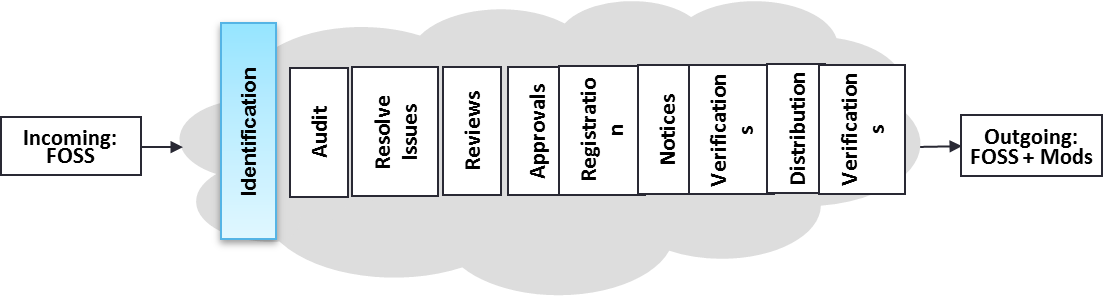 Incoming:
FOSS
Identification
Audit
Resolve
Issues
Reviews
Approvals
Registratio
n
Notices
Verification
s
Distribution
Verification
s
Outgoing:
FOSS + Mods